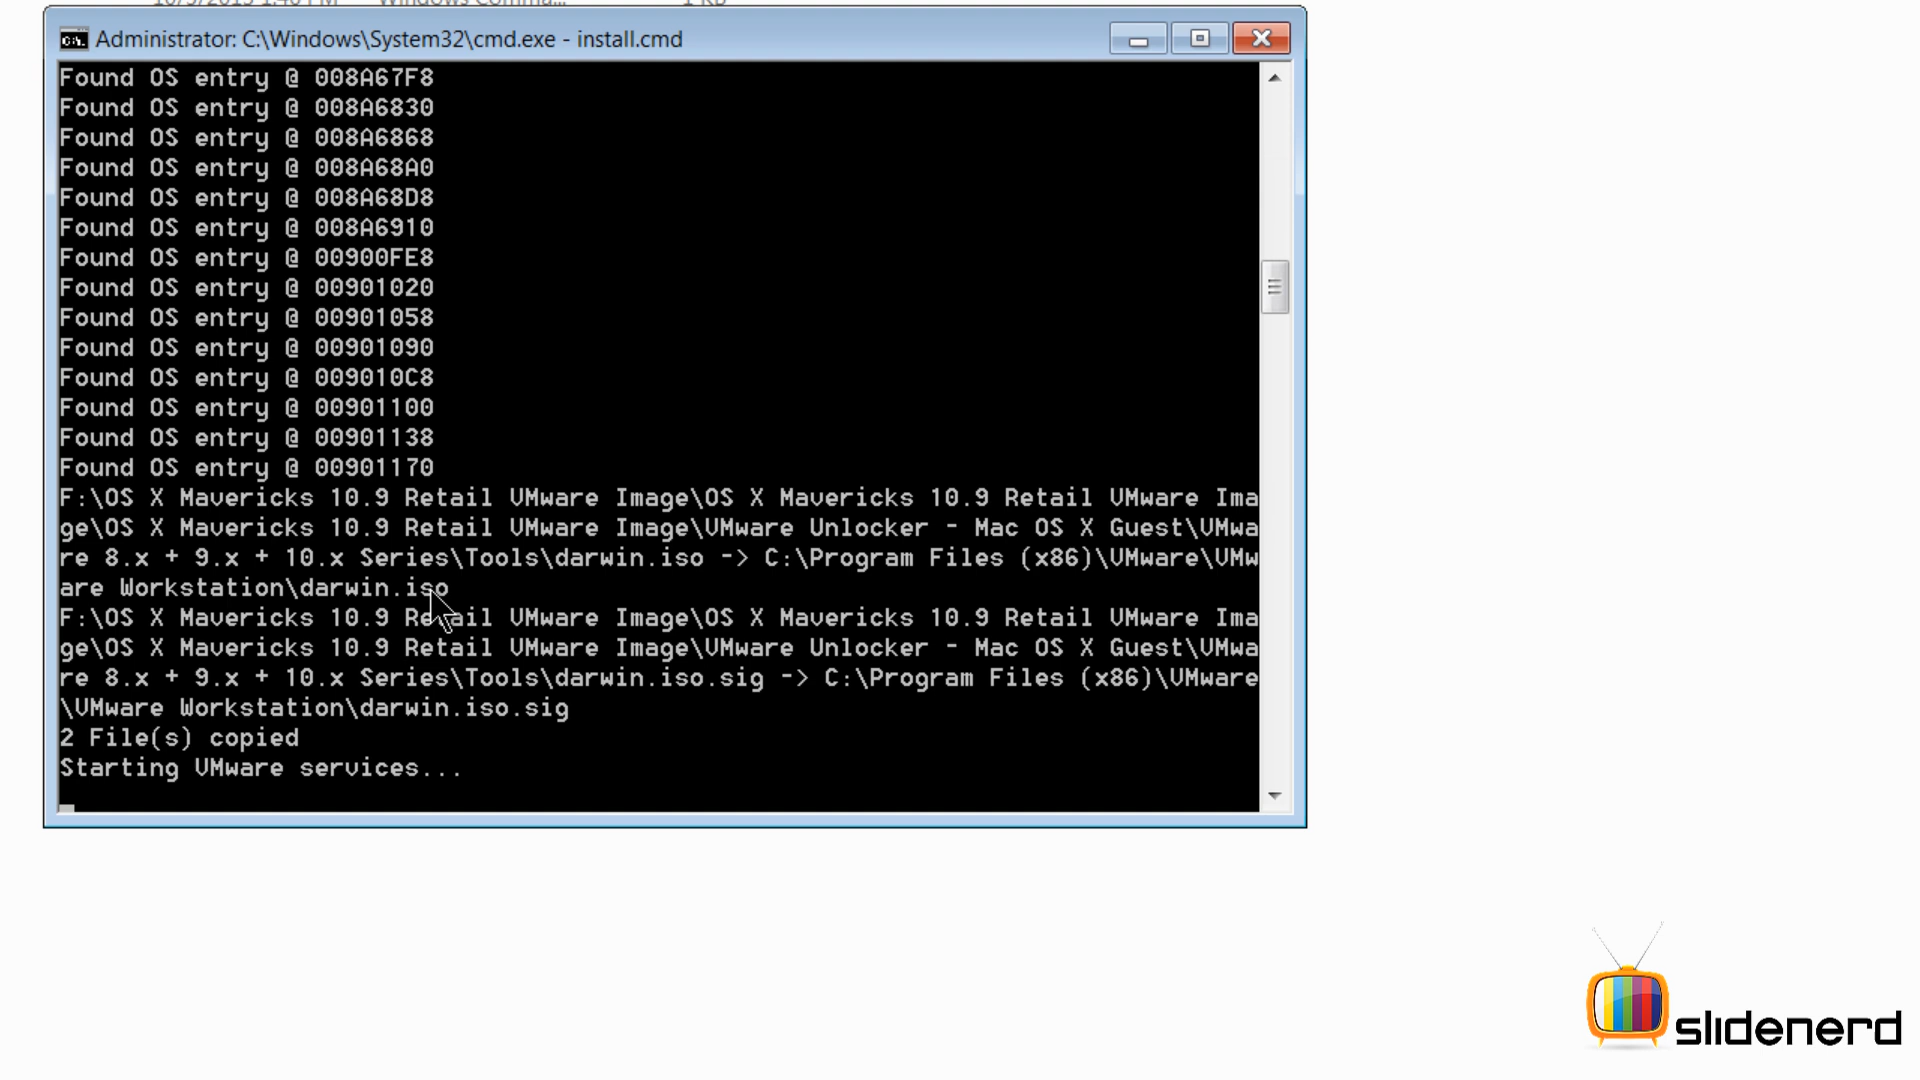 Administrator: C:\Windows\System32\cmd.exe - install.cmd
Found OS entry @ 008A67F8
Found OS entry @ 008A6830
Found OS entry @ 008A6868
Found OS entry @ 008A68A0
Found OS entry @ 008A68D8
Found OS entry @ 008A6910
Found OS entry @ 00900FE8
Found OS entry @ 00901020
Found OS entry @ 00901058
Found OS entry @ 00901090
Found OS entry @ 009010C8
Found OS entry @ 00901100
Found OS entry @ 00901138
Found OS entry @ 00901170
F:\OS X Mavericks 10.9 Retail VMware Image\OS X Mavericks 10.9 Retail VMware Ima
ge\OS X Mavericks 10.9 Retail VMware Image\VMware Unlocker - Mac OS X Guest\VMwa
re 8.x + 9.x + 10.x Series\Tools\darwin.iso -> C:\Program Files (x86)\VMware\VMw
are Workstation\darwin.iso
F:\OS X Mavericks 10.9 Retail VMware Image\OS X Mavericks 10.9 Retail VMware Ima
ge\OS X Mavericks 10.9 Retail VMware Image\VMware Unlocker - Mac OS X Guest\VMwa
re 8.x + 9.x + 10.x Series\Tools\darwin.iso.sig -> C:\Program Files (x86)\VMware
\VMware Workstation\darwin.iso.sig
2 File(s) copied
Starting VMware services...
slidenerd